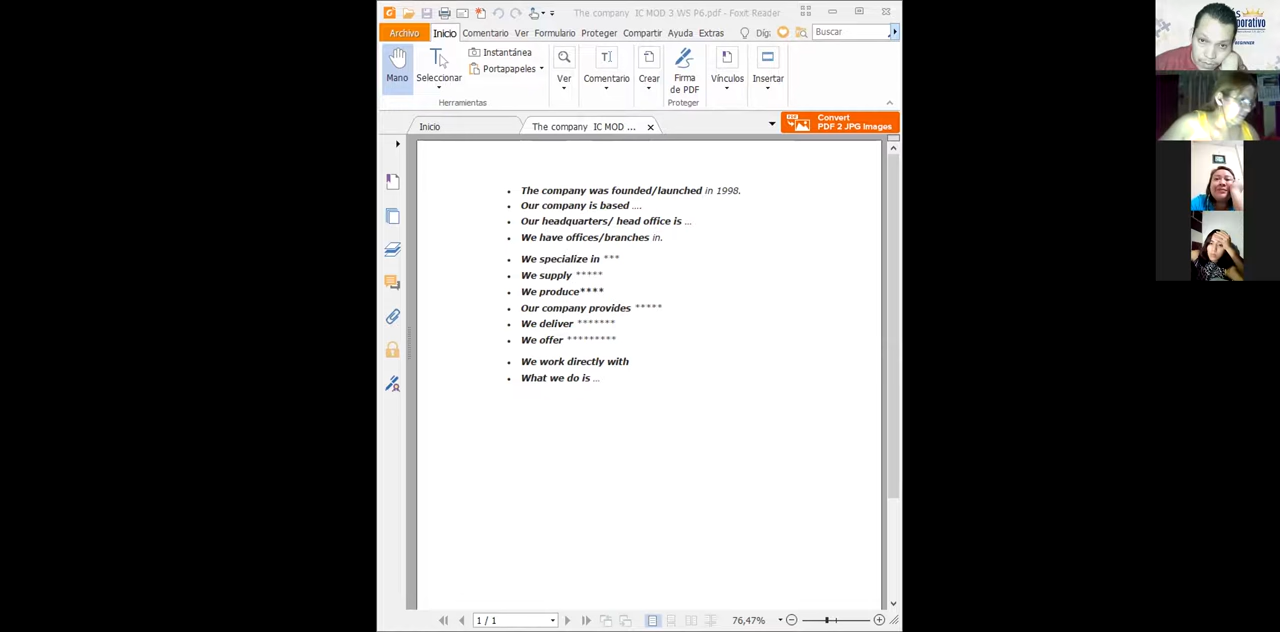 The company IC MOD 3 WS P6.pdf - Foxit Reader
Archivo Inicio Comentario Ver Formulario Proteger Compartir Ayuda Extras Díg: Buscar
Mano
Seleccionar
Instantánea
Portapapeles
Ver
Comentario
Crear
Firma
de PDF
Vínculos
Insertar
Herramientas
Proteger
Inicio
The company IC MOD ...
Convert
PDF 2 JPG Images
• The company was founded/launched in 1998.
• Our company is based ....
• Our headquarters/ head office is ...
• We have offices/branches in.
• We specialize in ***
• We supply *****
• We produce****
• Our company provides *****
• We deliver *******
• We offer *********
• We work directly with
• What we do is ...
1 / 1
76,47%
BEGINNER